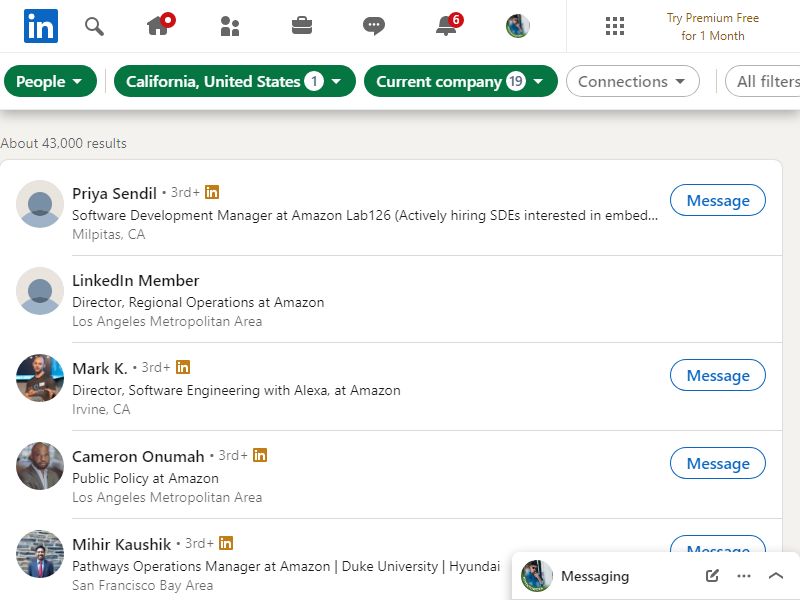 in
6
Try Premium Free
for 1 Month
People
California, United States 1
Current company 19
Connections
All filters
About 43,000 results
Priya Sendil • 3rd+ in
Message
Software Development Manager at Amazon Lab126 (Actively hiring SDEs interested in embed...
Milpitas, CA
LinkedIn Member
Director, Regional Operations at Amazon
Los Angeles Metropolitan Area
Mark K. • 3rd+ in
Message
Director, Software Engineering with Alexa, at Amazon
Irvine, CA
Cameron Onumah • 3rd+ in
Message
Public Policy at Amazon
Los Angeles Metropolitan Area
Mihir Kaushik • 3rd+ in
Message
Pathways Operations Manager at Amazon | Duke University | Hyundai
San Francisco Bay Area
Messaging